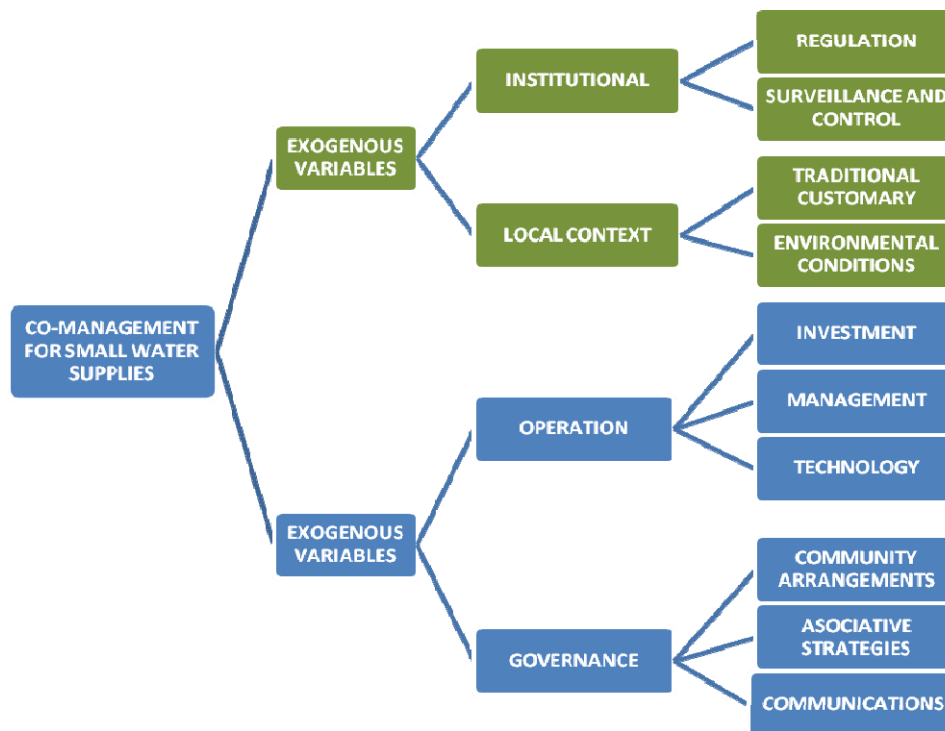 REGULATION
INSTITUTIONAL
SURVEILLANCE AND
CONTROL
EXOGENOUS
VARIABLES
TRADITIONAL
CUSTOMARY
LOCAL CONTEXT
ENVIRONMENTAL
CONDITIONS
CO-MANAGEMENT
FOR SMALL WATER
SUPPLIES
INVESTMENT
OPERATION
MANAGEMENT
TECHNOLOGY
EXOGENOUS
VARIABLES
COMMUNITY
ARRANGEMENTS
ASOCIATIVE
STRATEGIES
GOVERNANCE
COMMUNICATIONS